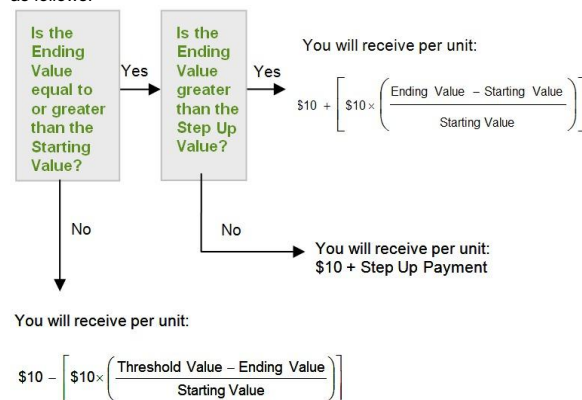 as follows:
Is the
Ending
Value
equal to
or greater
than the
Starting
Value?
Yes
Is the
Ending
Value
greater
than the
Step Up
Value?
Yes
You will receive per unit:
$10 + [ $10 × ( Ending Value – Starting Value
Starting Value ) ]
No
No
You will receive per unit:
$10 + Step Up Payment
You will receive per unit:
$10 – [ $10× ( Threshold Value – Ending Value
Starting Value ) ]